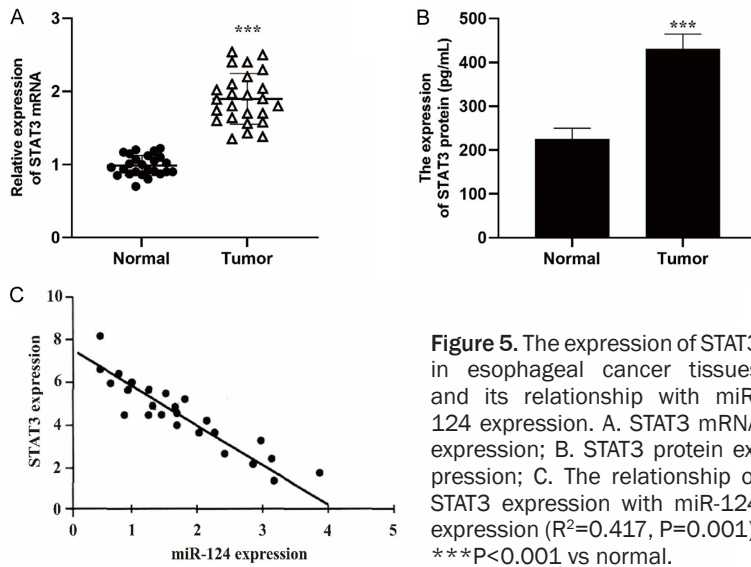 A
3
2
1
0
Relative expression
of STAT3 mRNA
***
Normal
Tumor
B
500
400
300
200
100
0
The expression
of STAT3 protein (pg/mL)
***
Normal
Tumor
C
10
8
6
4
2
0
STAT3 expression
0
1
2
3
4
5
miR-124 expression
Figure 5. The expression of STAT3
in esophageal cancer tissues
and its relationship with miR-
124 expression. A. STAT3 mRNA
expression; B. STAT3 protein ex
pression; C. The relationship o
STAT3 expression with miR-124
expression (R²=0.417, P=0.001)
***P<0.001 vs normal.